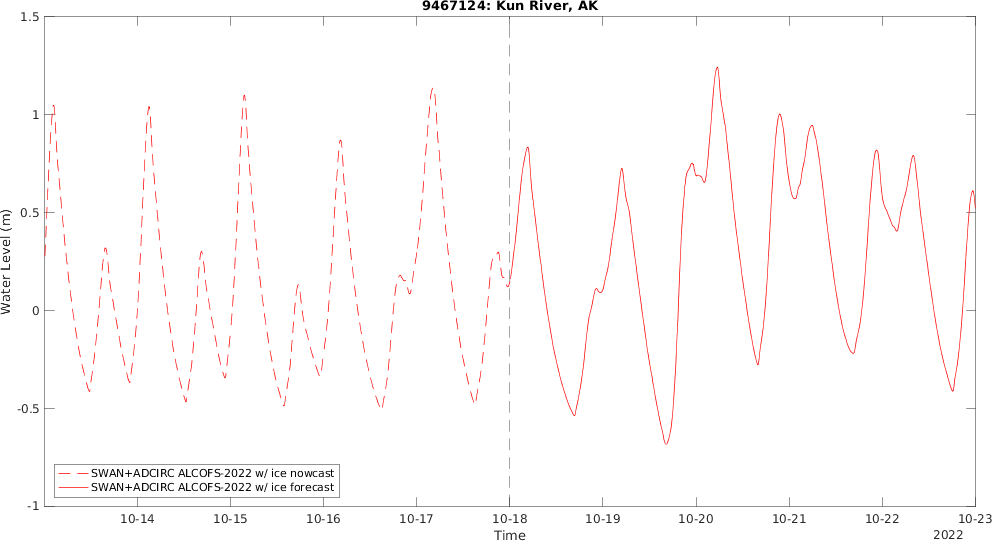 9467124: Kun River, AK
Water Level (m)
1.5
1
0.5
0
-0.5
-1
SWAN+ADCIRC ALCOFS-2022 w/ ice nowcast
SWAN+ADCIRC ALCOFS-2022 w/ ice forecast
10-14 10-15 10-16 10-17 10-18 10-19 10-20 10-21 10-22 10-23
Time
2022